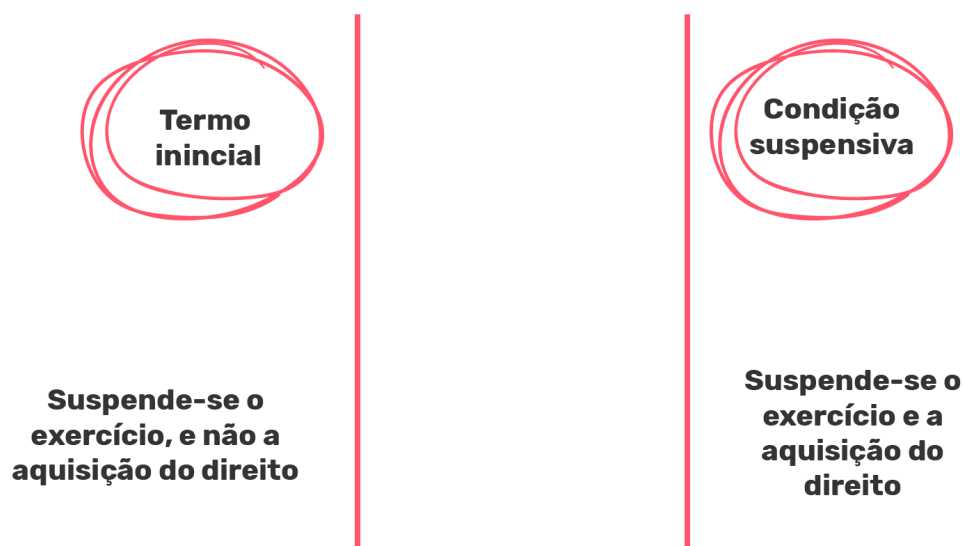 Termo
inincial
Suspende-se o
exercício, e não a
aquisição do direito
Condição
suspensiva
Suspende-se o
exercício e a
aquisição do
direito